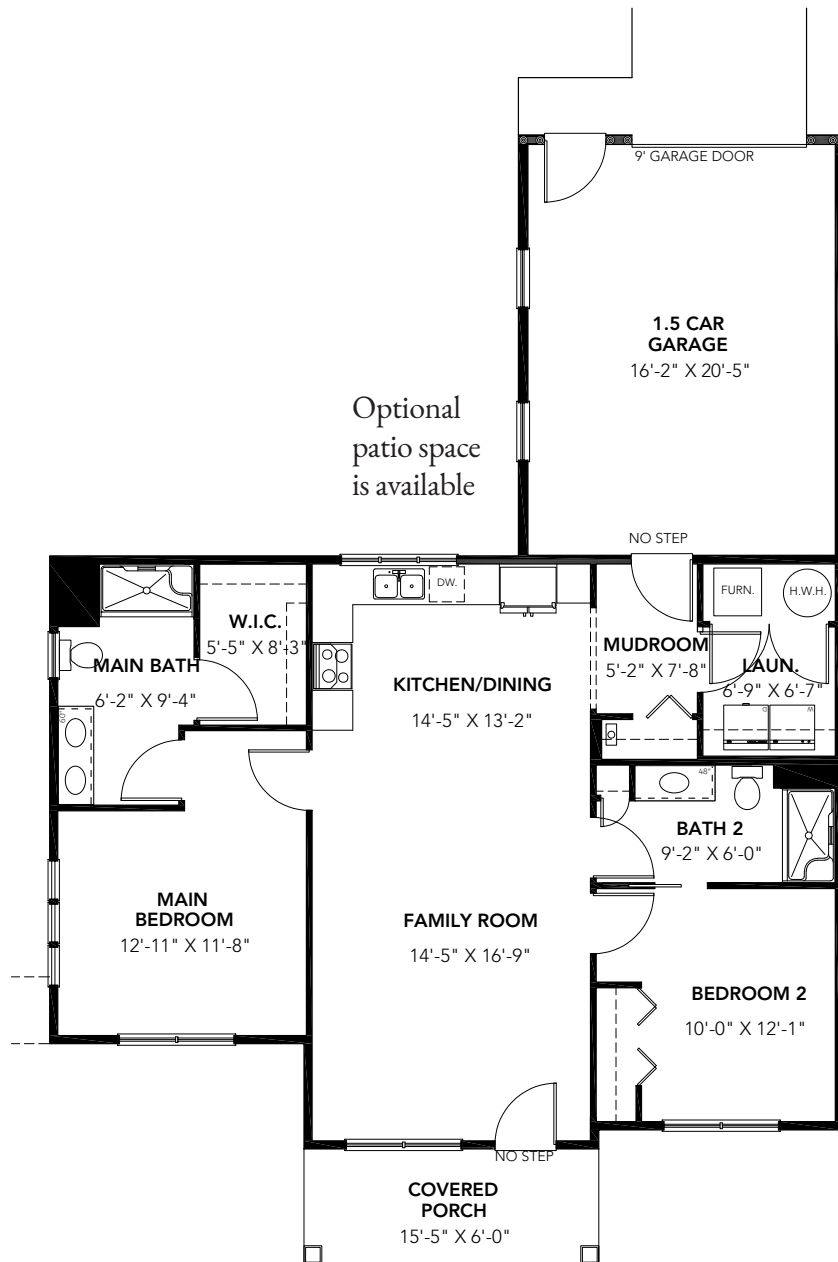 9' GARAGE DOOR
1.5 CAR
GARAGE
16'-2" X 20'-5"
Optional
patio space
is available
NO STEP
DW.
FURN.
H.W.H.
W.I.C.
5'-5" X 8'-3"
MAIN BATH
6'-2" X 9'-4"
60"
KITCHEN/DINING
14'-5" X 13'-2"
MUDROOM
5'-2" X 7'-8"
LAUN.
6'-9" X 6'-7"
D
W
48"
BATH 2
9'-2" X 6'-0"
MAIN
BEDROOM
12'-11" X 11'-8"
FAMILY ROOM
14'-5" X 16'-9"
BEDROOM 2
10'-0" X 12'-1"
NO STEP
COVERED
PORCH
15'-5" X 6'-0"